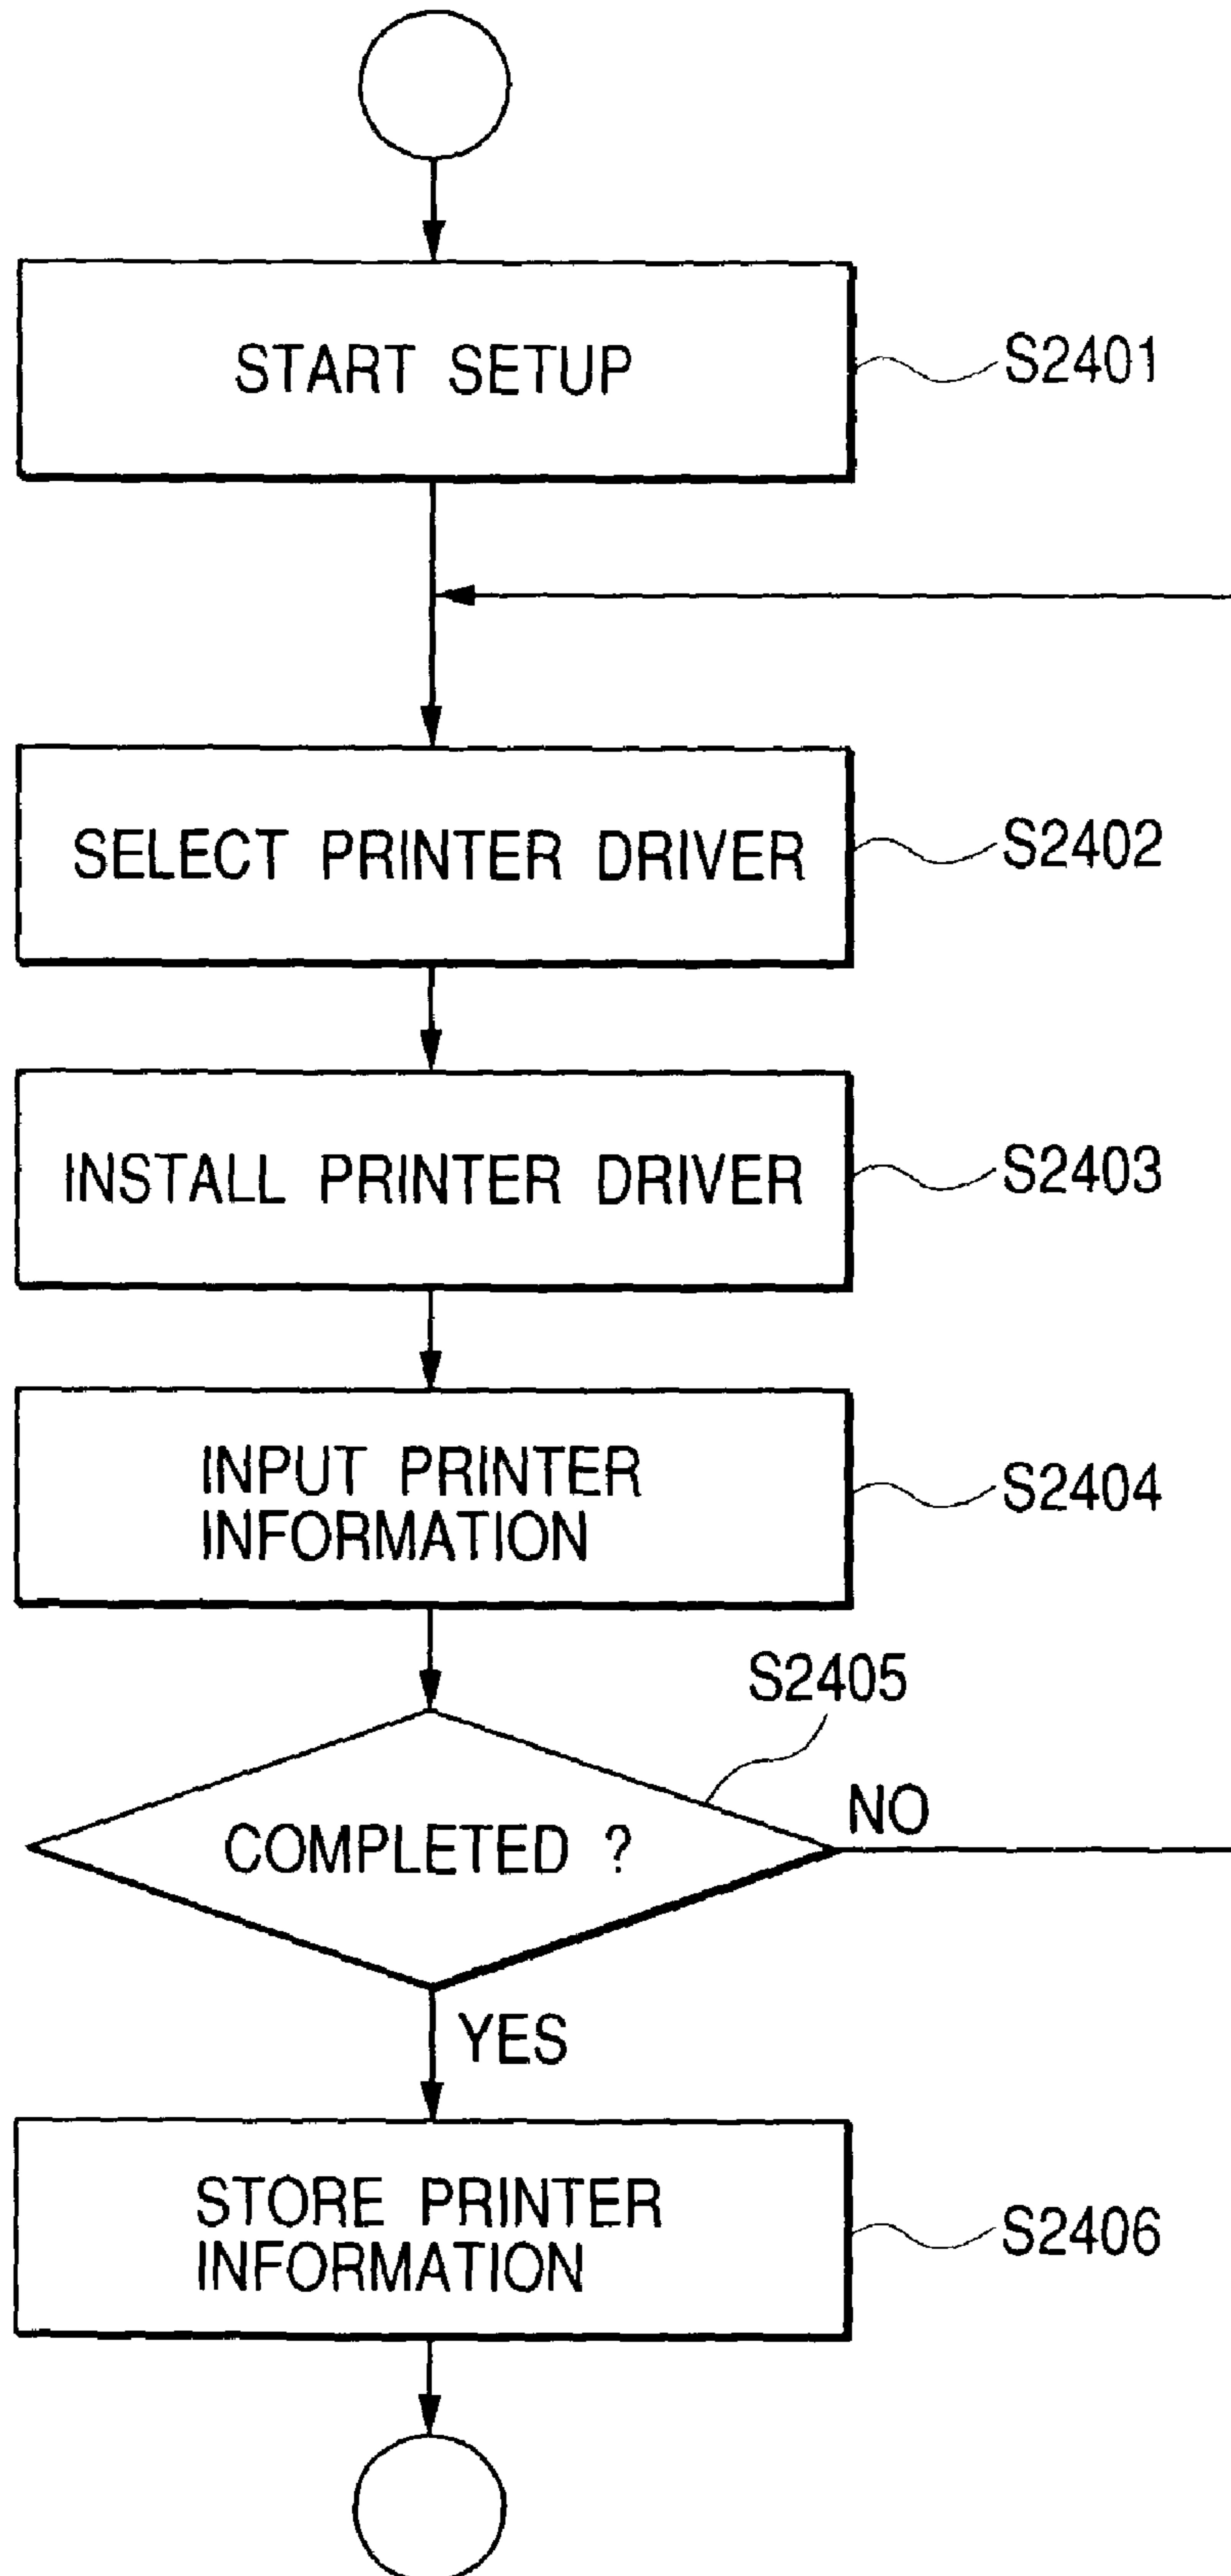 START SETUP
S2401
SELECT PRINTER DRIVER
S2402
INSTALL PRINTER DRIVER
S2403
INPUT PRINTER
INFORMATION
S2404
S2405
COMPLETED ?
NO
YES
STORE PRINTER
INFORMATION
S2406